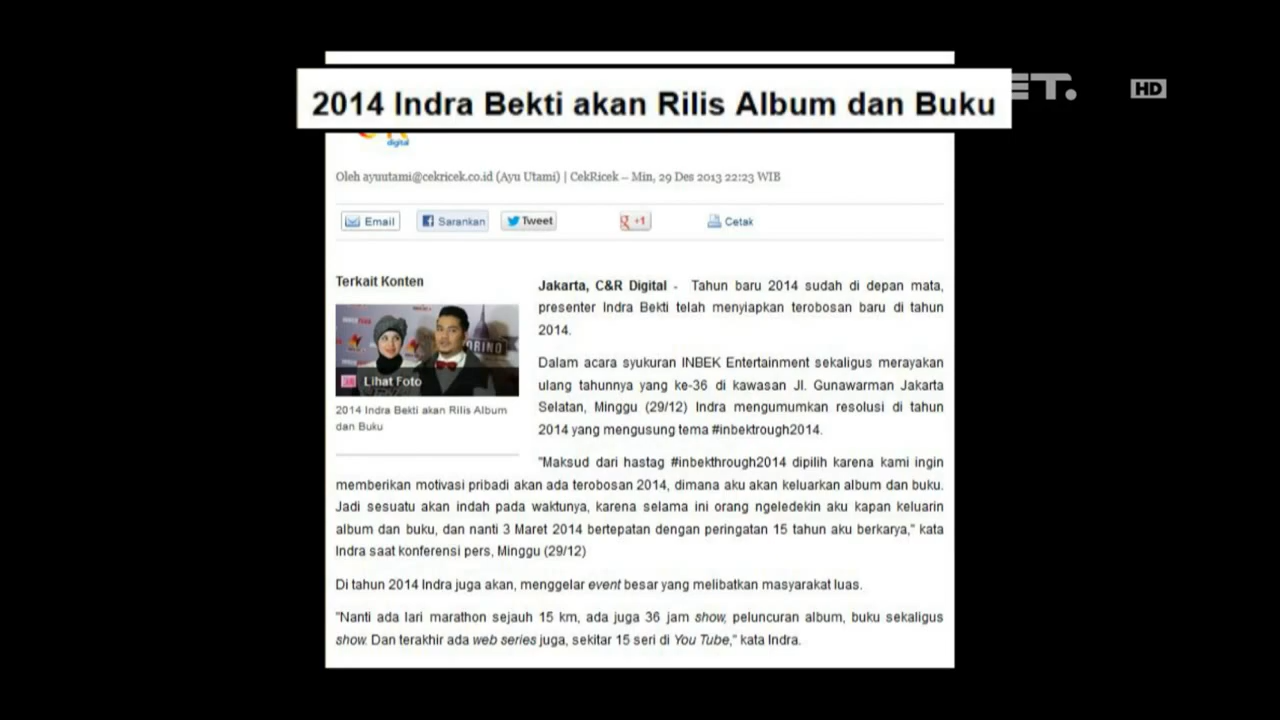 2014 Indra Bekti akan Rilis Album dan Buku
ET.
HD
digital
Oleh ayuutami@cekricek.co.id (Ayu Utami) | CekRicek – Min, 29 Des 2013 22:23 WIB
Email Sarankan Tweet +1 Cetak
Terkait Konten
Lihat Foto
2014 Indra Bekti akan Rilis Album
dan Buku
Jakarta, C&R Digital - Tahun baru 2014 sudah di depan mata,
presenter Indra Bekti telah menyiapkan terobosan baru di tahun
2014.
Dalam acara syukuran INBEK Entertainment sekaligus merayakan
ulang tahunnya yang ke-36 di kawasan Jl. Gunawarman Jakarta
Selatan, Minggu (29/12) Indra mengumumkan resolusi di tahun
2014 yang mengusung tema #inbektrough2014.
"Maksud dari hastag #inbekthrough2014 dipilih karena kami ingin
memberikan motivasi pribadi akan ada terobosan 2014, dimana aku akan keluarkan album dan buku.
Jadi sesuatu akan indah pada waktunya, karena selama ini orang ngeledekin aku kapan keluarin
album dan buku, dan nanti 3 Maret 2014 bertepatan dengan peringatan 15 tahun aku berkarya," kata
Indra saat konferensi pers, Minggu (29/12)
Di tahun 2014 Indra juga akan, menggelar event besar yang melibatkan masyarakat luas.
"Nanti ada lari marathon sejauh 15 km, ada juga 36 jam show, peluncuran album, buku sekaligus
show. Dan terakhir ada web series juga, sekitar 15 seri di You Tube," kata Indra.